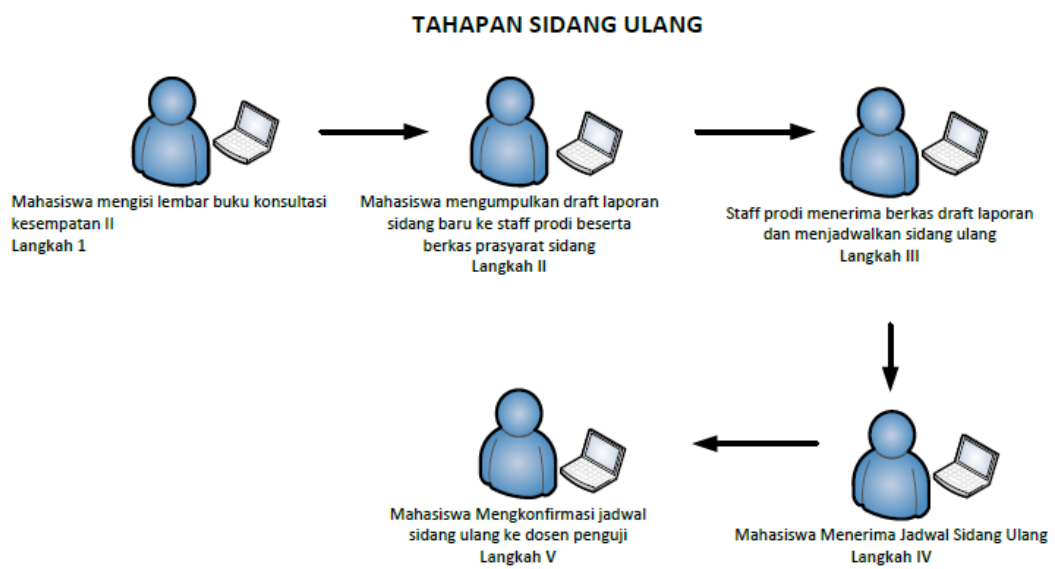 TAHAPAN SIDANG ULANG
Mahasiswa mengisi lembar buku konsultasi
kesempatan II
Langkah 1
Mahasiswa mengumpulkan draft laporan
sidang baru ke staff prodi beserta
berkas prasyarat sidang
Langkah II
Staff prodi menerima berkas draft laporan
dan menjadwalkan sidang ulang
Langkah III
Mahasiswa Menerima Jadwal Sidang Ulang
Langkah IV
Mahasiswa Mengkonfirmasi jadwal
sidang ulang ke dosen penguji
Langkah V